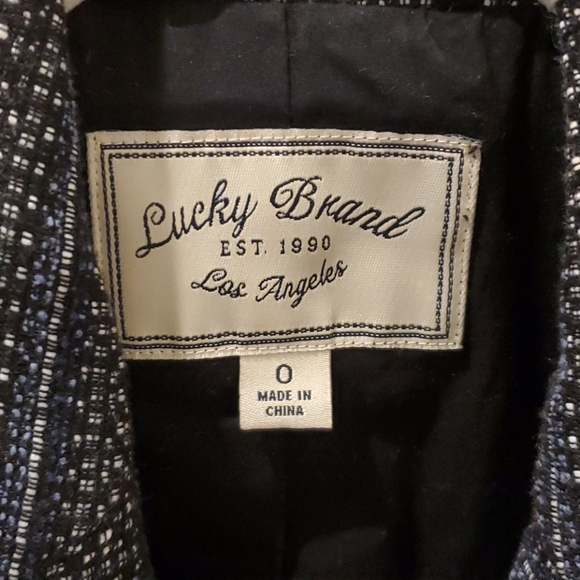 Lucky Brand
EST. 1990
Los Angeles
0
MADE IN
CHINA